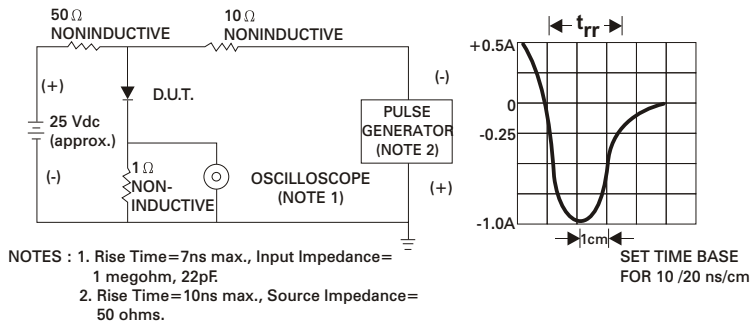 50 Ω
NONINDUCTIVE
10 Ω
NONINDUCTIVE
(+)
25 Vdc
(approx.)
(-)
D.U.T.
1 Ω
NON-
INDUCTIVE
OSCILLOSCOPE
(NOTE 1)
(-)
PULSE
GENERATOR
(NOTE 2)
(+)
trr
+0.5A
0
-0.25
-1.0A
1cm
SET TIME BASE
FOR 10 /20 ns/cm
NOTES : 1. Rise Time=7ns max., Input Impedance=
1 megohm, 22pF.
2. Rise Time=10ns max., Source Impedance=
50 ohms.